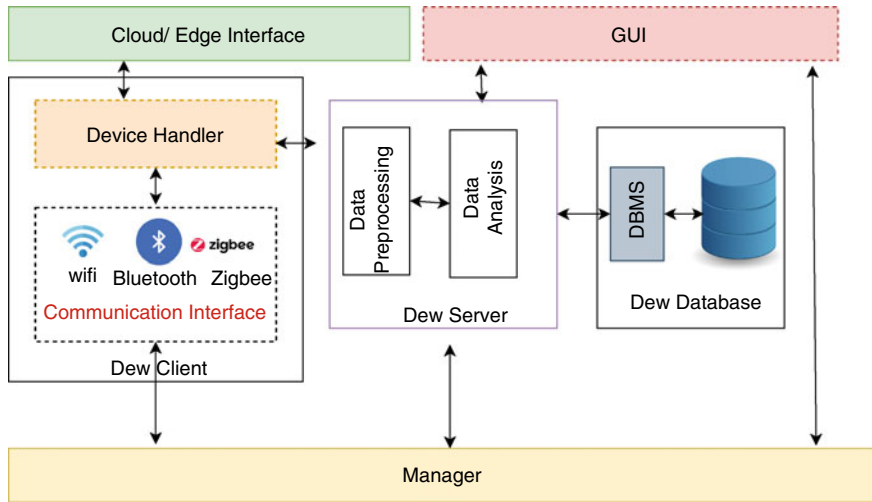 Cloud/ Edge Interface
GUI
Device Handler
wifi
Bluetooth
zigbee
Zigbee
Communication Interface
Dew Client
Data
Preprocessing
Data
Analysis
Dew Server
DBMS
Dew Database
Manager